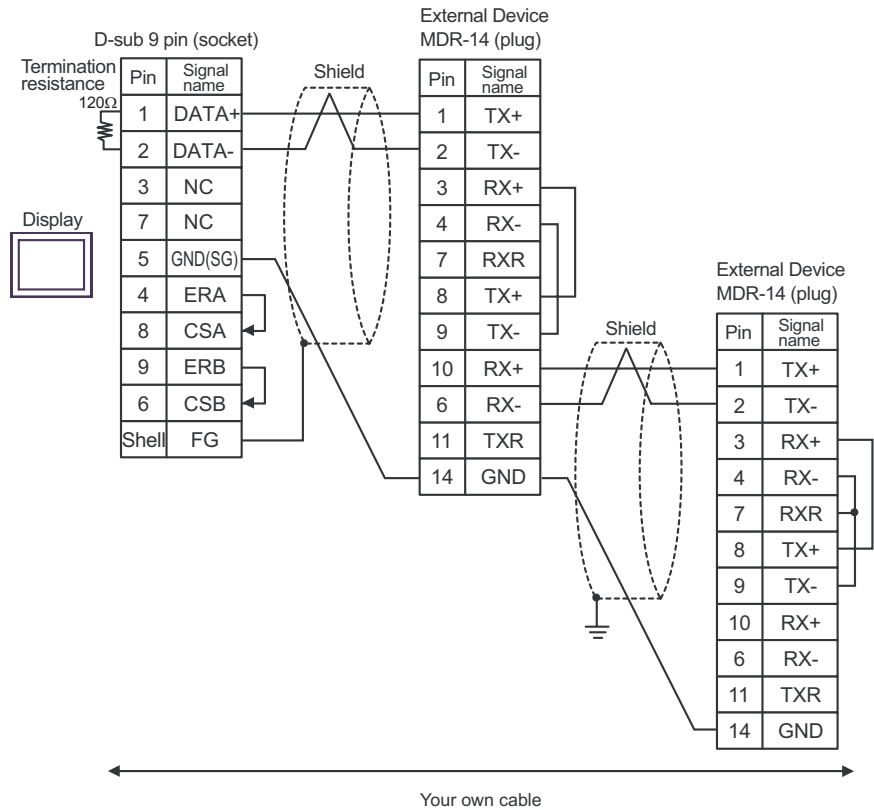 External Device
MDR-14 (plug)
D-sub 9 pin (socket)
Termination
resistance
120Ω
Shield
Pin Signal name
1 DATA+
2 DATA-
3 NC
7 NC
5 GND(SG)
4 ERA
8 CSA
9 ERB
6 CSB
Shell FG
Display
Pin Signal name
1 TX+
2 TX-
3 RX+
4 RX-
7 RXR
8 TX+
9 TX-
10 RX+
6 RX-
11 TXR
14 GND
Shield
External Device
MDR-14 (plug)
Pin Signal name
1 TX+
2 TX-
3 RX+
4 RX-
7 RXR
8 TX+
9 TX-
10 RX+
6 RX-
11 TXR
14 GND
Your own cable